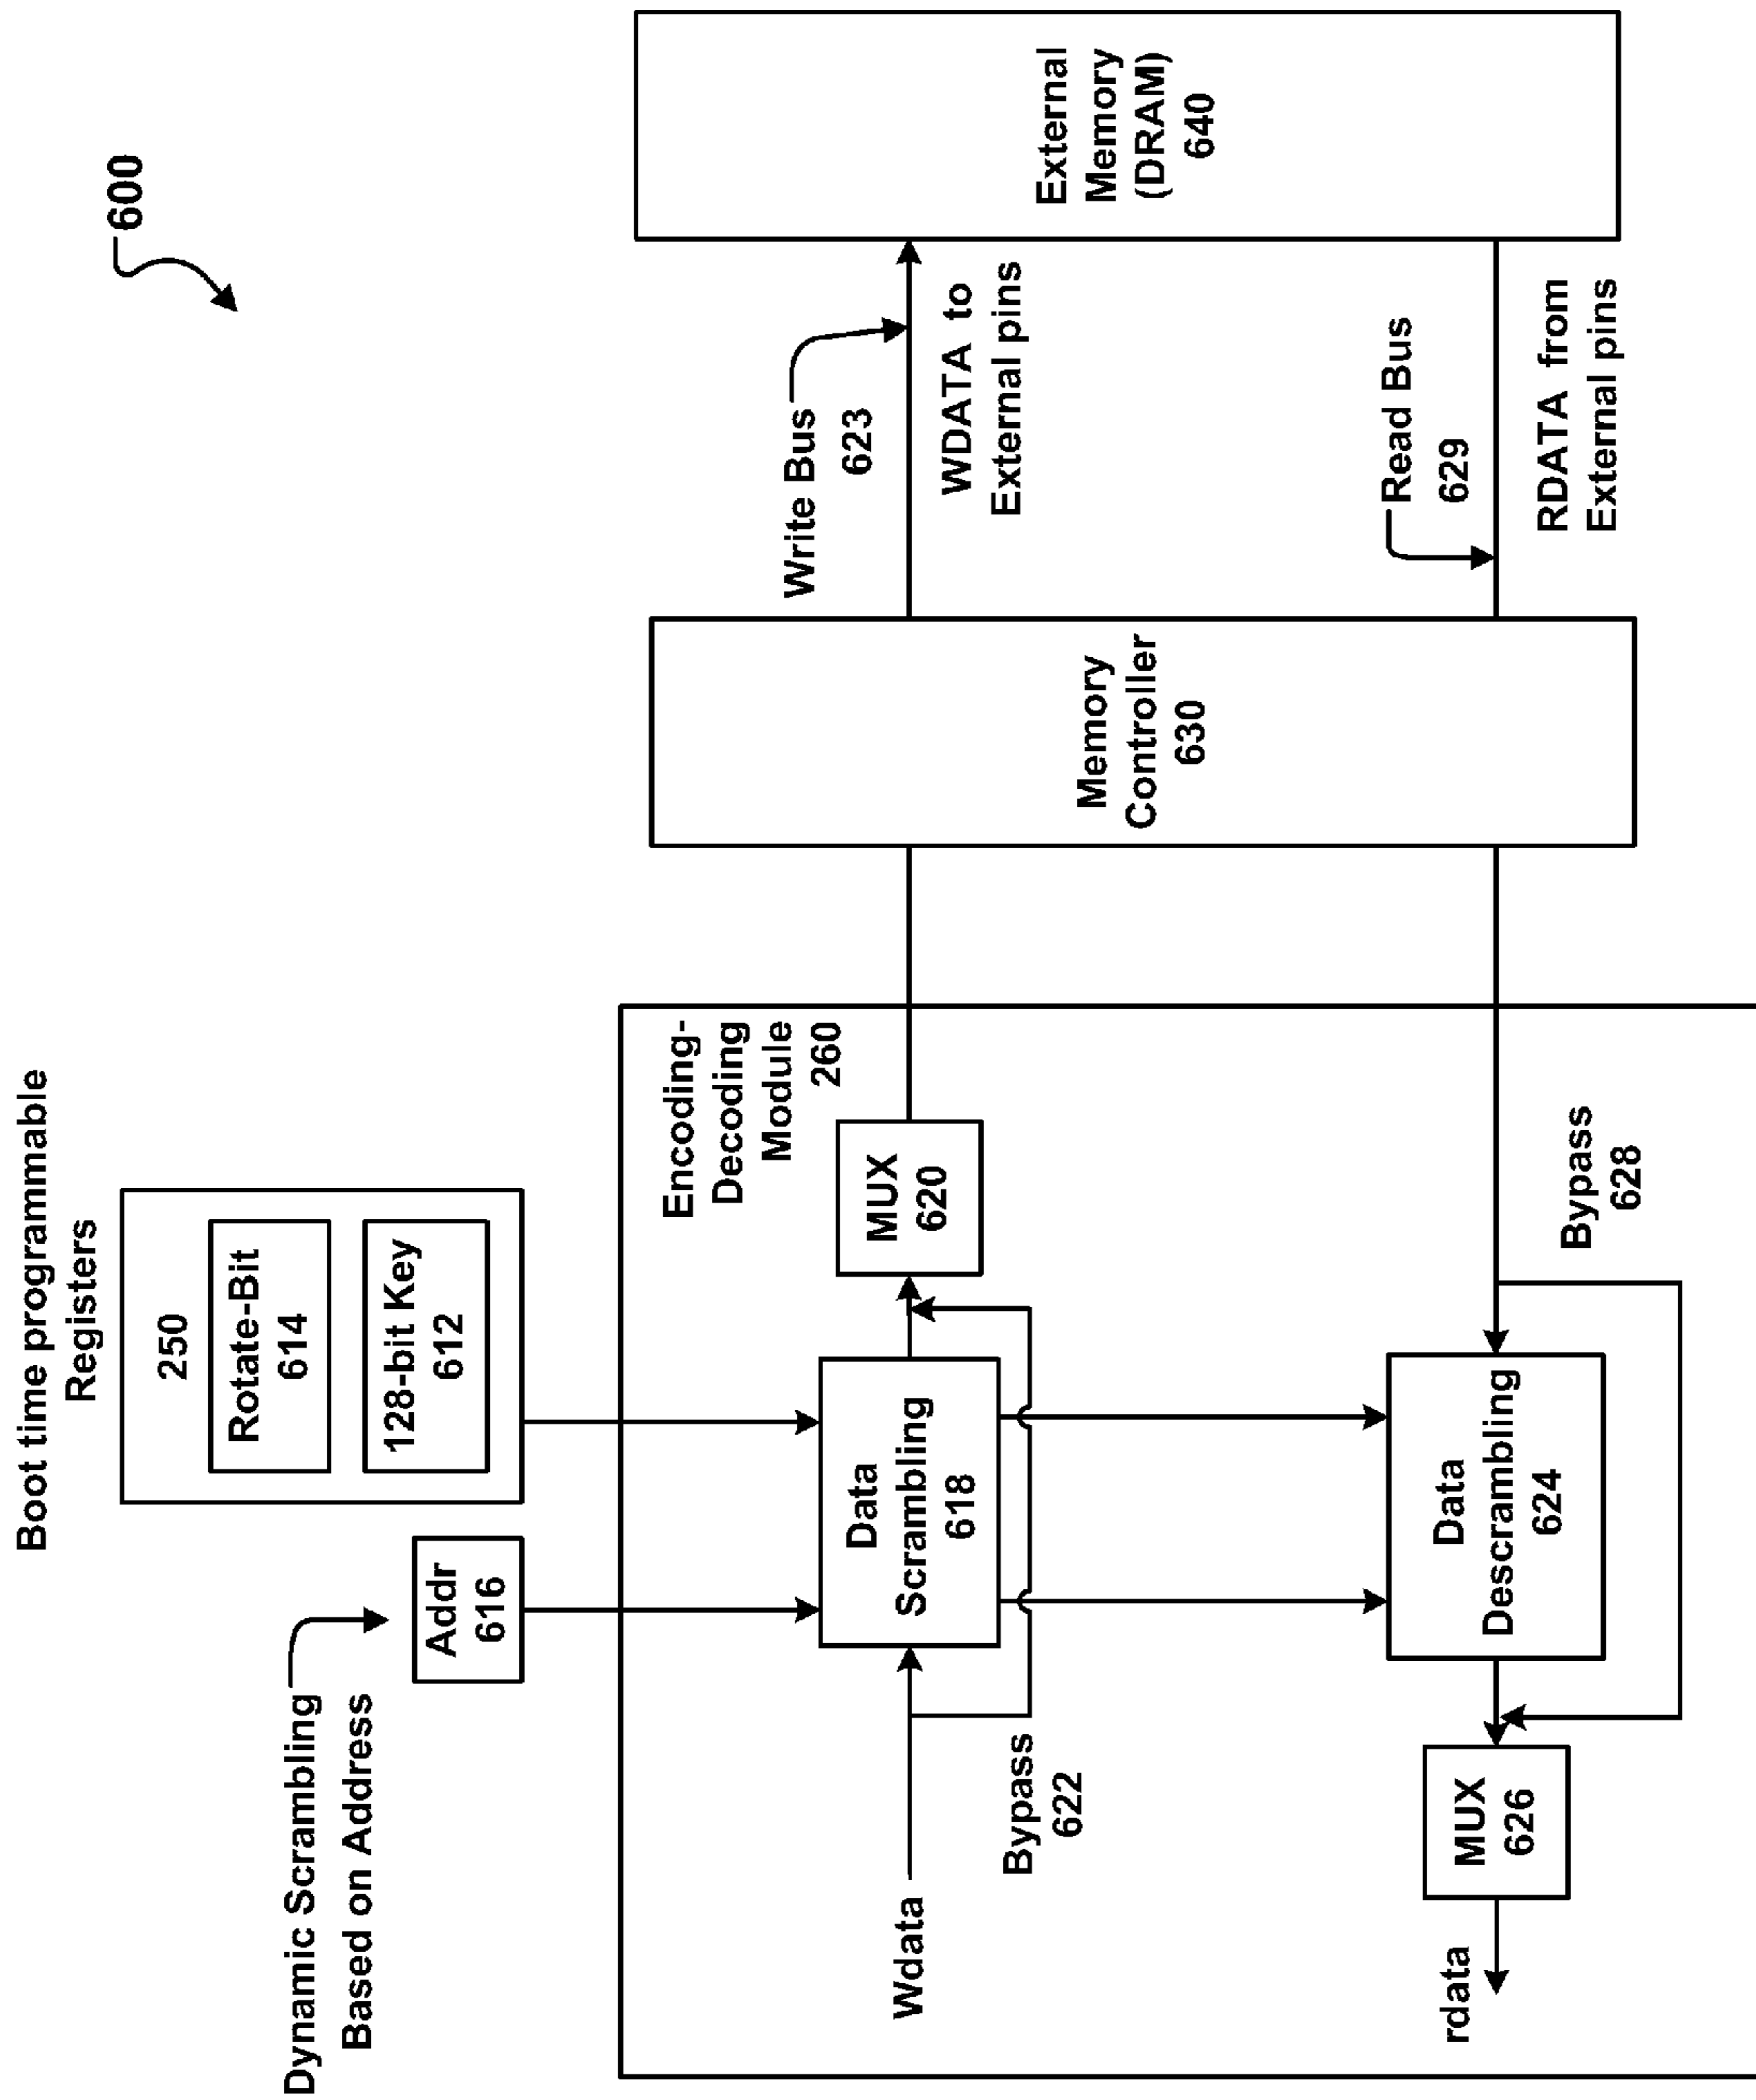 600
Boot time programmable
Registers
250
Rotate-Bit
614
128-bit Key
612
Dynamic Scrambling
Based on Address
Addr
616
Encoding-
Decoding
Module
260
Wdata
Data
Scrambling
618
MUX
620
Bypass
622
Memory
Controller
630
Write Bus
623
WDATA to
External pins
External
Memory
(DRAM)
640
Read Bus
629
RDATA from
External pins
Bypass
628
Data
Descrambling
624
MUX
626
rdata